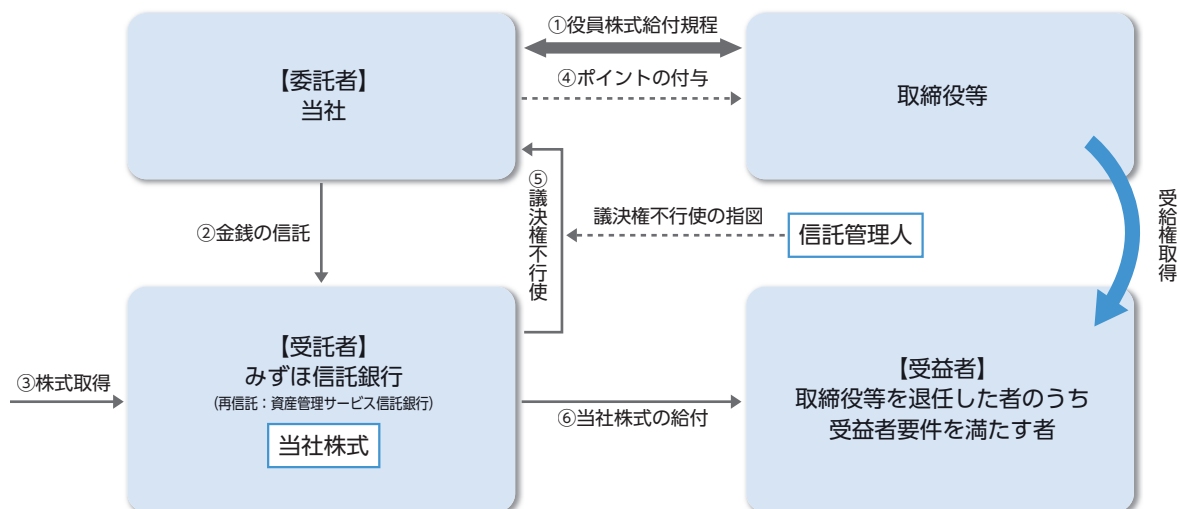 ①役員株式給付規程
【委託者】
当社
④ポイントの付与
取締役等
②金銭の信託
⑤議決権不行使
議決権不行使の指図
信託管理人
受給権取得
③株式取得
【受託者】
みずほ信託銀行
(再信託：資産管理サービス信託銀行)
当社株式
⑥当社株式の給付
【受益者】
取締役等を退任した者のうち
受益者要件を満たす者